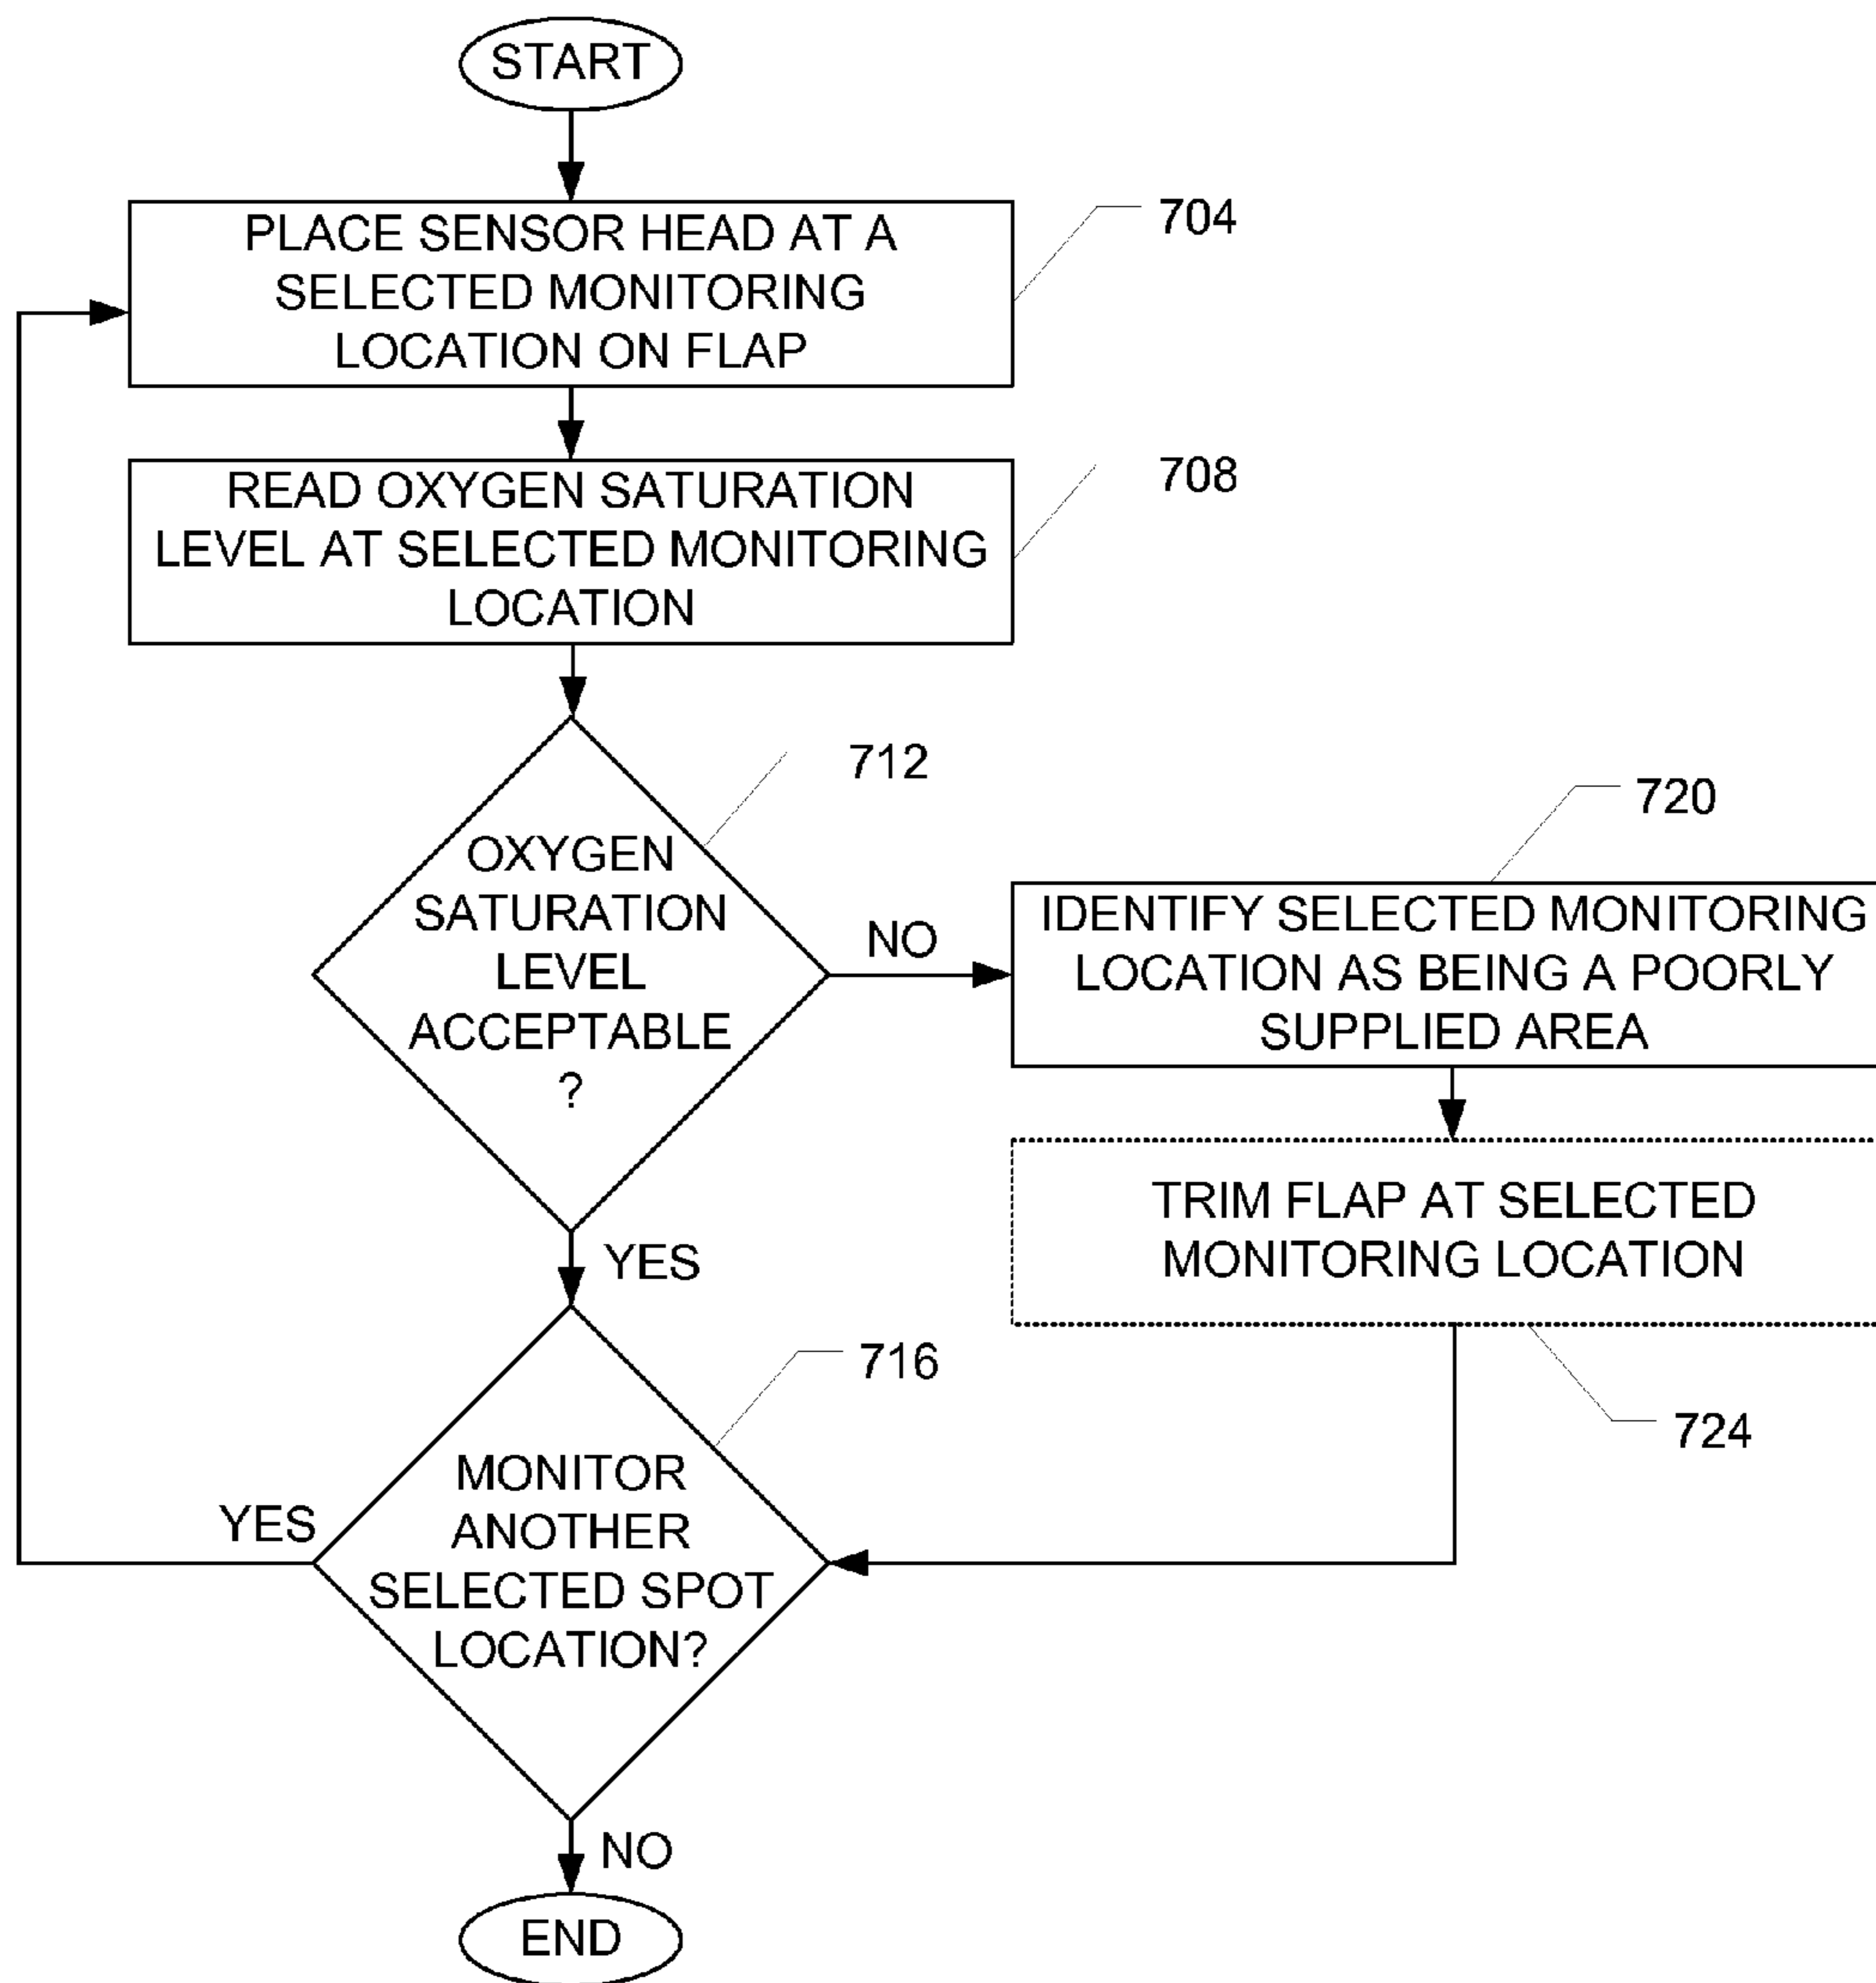 START
PLACE SENSOR HEAD AT A
SELECTED MONITORING
LOCATION ON FLAP
704
READ OXYGEN SATURATION
LEVEL AT SELECTED MONITORING
LOCATION
708
OXYGEN
SATURATION
LEVEL
ACCEPTABLE
?
712
NO
IDENTIFY SELECTED MONITORING
LOCATION AS BEING A POORLY
SUPPLIED AREA
720
TRIM FLAP AT SELECTED
MONITORING LOCATION
724
YES
MONITOR
ANOTHER
SELECTED SPOT
LOCATION?
716
YES
NO
END